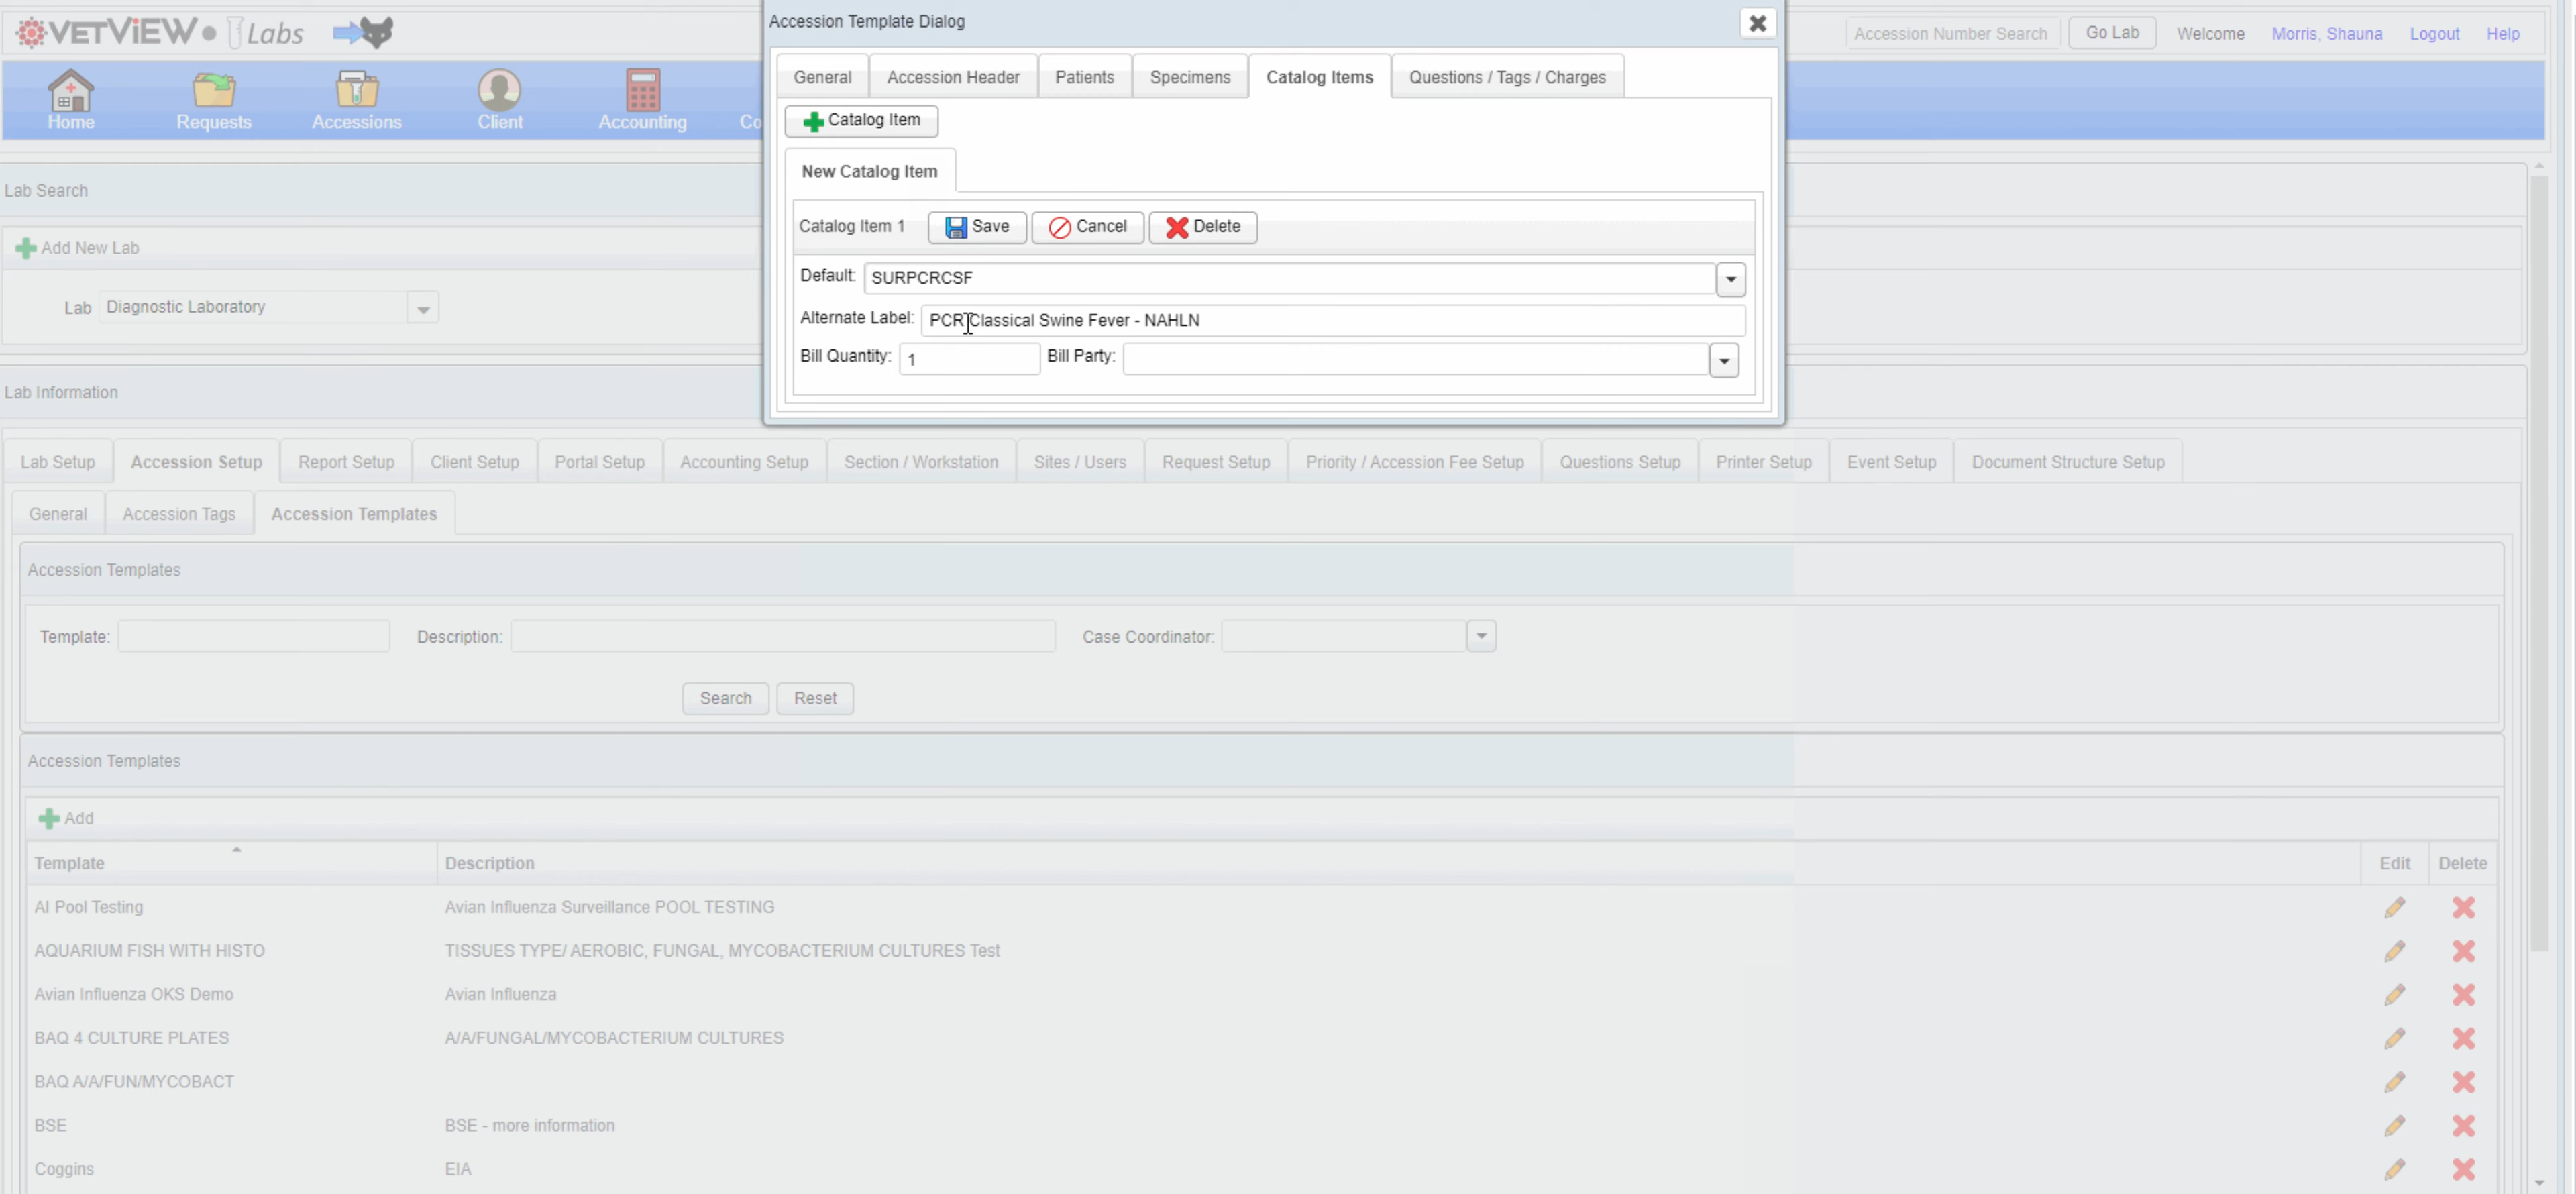 VETVIEW Labs
Accession Template Dialog
Accession Number Search
Go Lab
Welcome
Morris, Shauna
Logout
Help
Home
Requests
Accessions
Client
Accounting
Co
General
Accession Header
Patients
Specimens
Catalog Items
Questions / Tags / Charges
Catalog Item
New Catalog Item
Catalog Item 1
Save
Cancel
Delete
Default: SURPCRCSF
Alternate Label: PCR Classical Swine Fever - NAHLN
Bill Quantity: 1
Bill Party:
Lab Search
Add New Lab
Lab Diagnostic Laboratory
Lab Information
Lab Setup
Accession Setup
Report Setup
Client Setup
Portal Setup
Accounting Setup
Section / Workstation
Sites / Users
Request Setup
Priority / Accession Fee Setup
Questions Setup
Printer Setup
Event Setup
Document Structure Setup
General
Accession Tags
Accession Templates
Accession Templates
Template:
Description:
Case Coordinator:
Search
Reset
Accession Templates
Add
Template Description Edit Delete
AI Pool Testing Avian Influenza Surveillance POOL TESTING
AQUARIUM FISH WITH HISTO TISSUES TYPE/ AEROBIC, FUNGAL, MYCOBACTERIUM CULTURES Test
Avian Influenza OKS Demo Avian Influenza
BAQ 4 CULTURE PLATES A/A/FUNGAL/MYCOBACTERIUM CULTURES
BAQ A/A/FUN/MYCOBACT
BSE BSE - more information
Coggins EIA